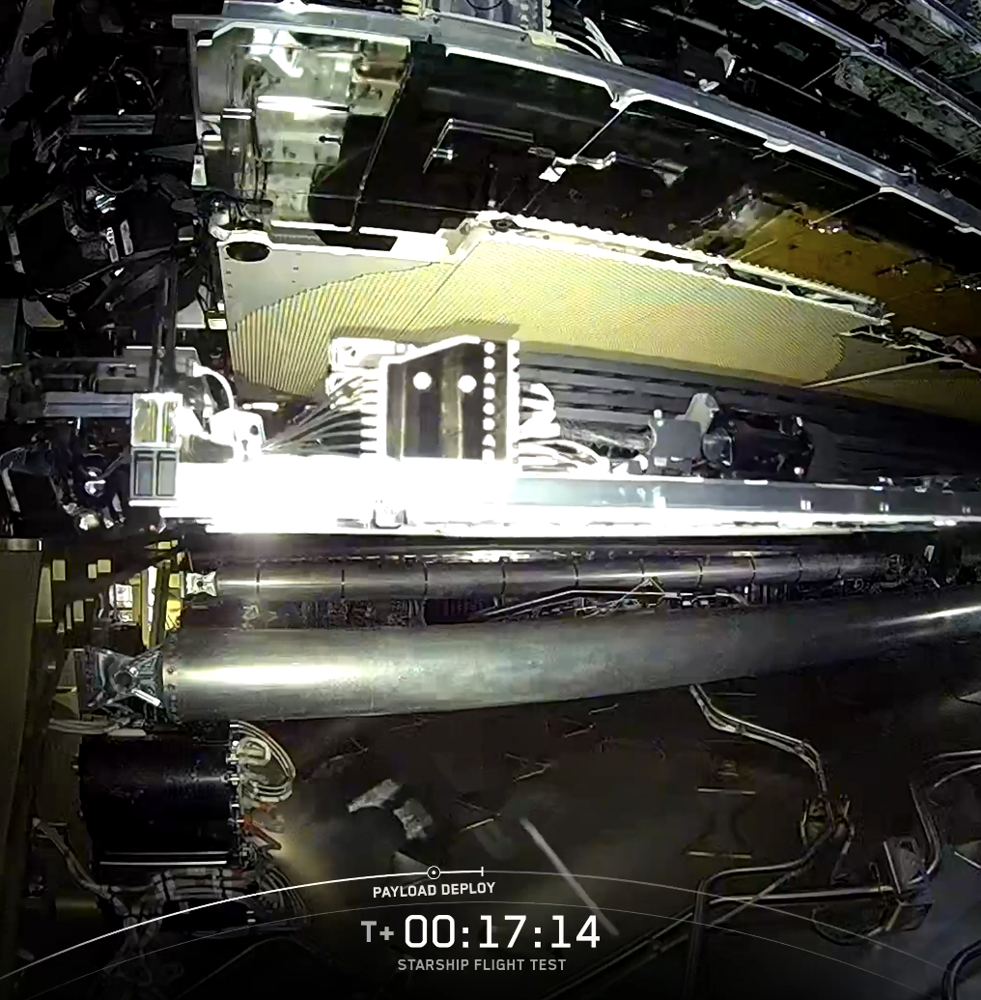 PAYLOAD DEPLOY
T+ 00:17:14
STARSHIP FLIGHT TEST